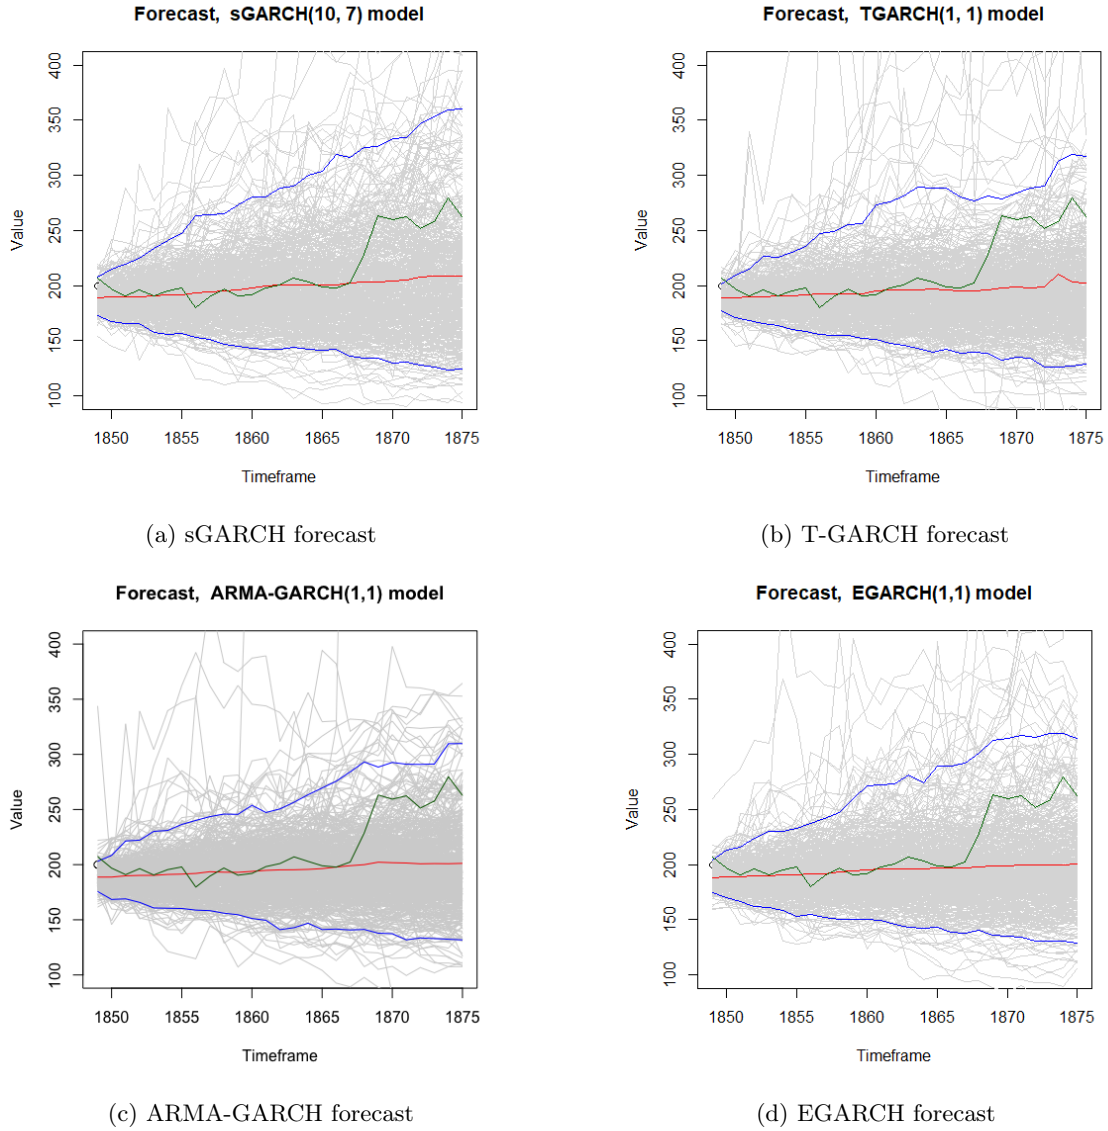 Forecast, sGARCH(10, 7) model
Value
400
350
300
250
200
150
100
1850 1855 1860 1865 1870 1875
Timeframe
(a) sGARCH forecast
Forecast, TGARCH(1, 1) model
Value
400
350
300
250
200
150
100
1850 1855 1860 1865 1870 1875
Timeframe
(b) T-GARCH forecast
Forecast, ARMA-GARCH(1,1) model
Value
400
350
300
250
200
150
100
1850 1855 1860 1865 1870 1875
Timeframe
(c) ARMA-GARCH forecast
Forecast, EGARCH(1,1) model
Value
400
350
300
250
200
150
100
1850 1855 1860 1865 1870 1875
Timeframe
(d) EGARCH forecast